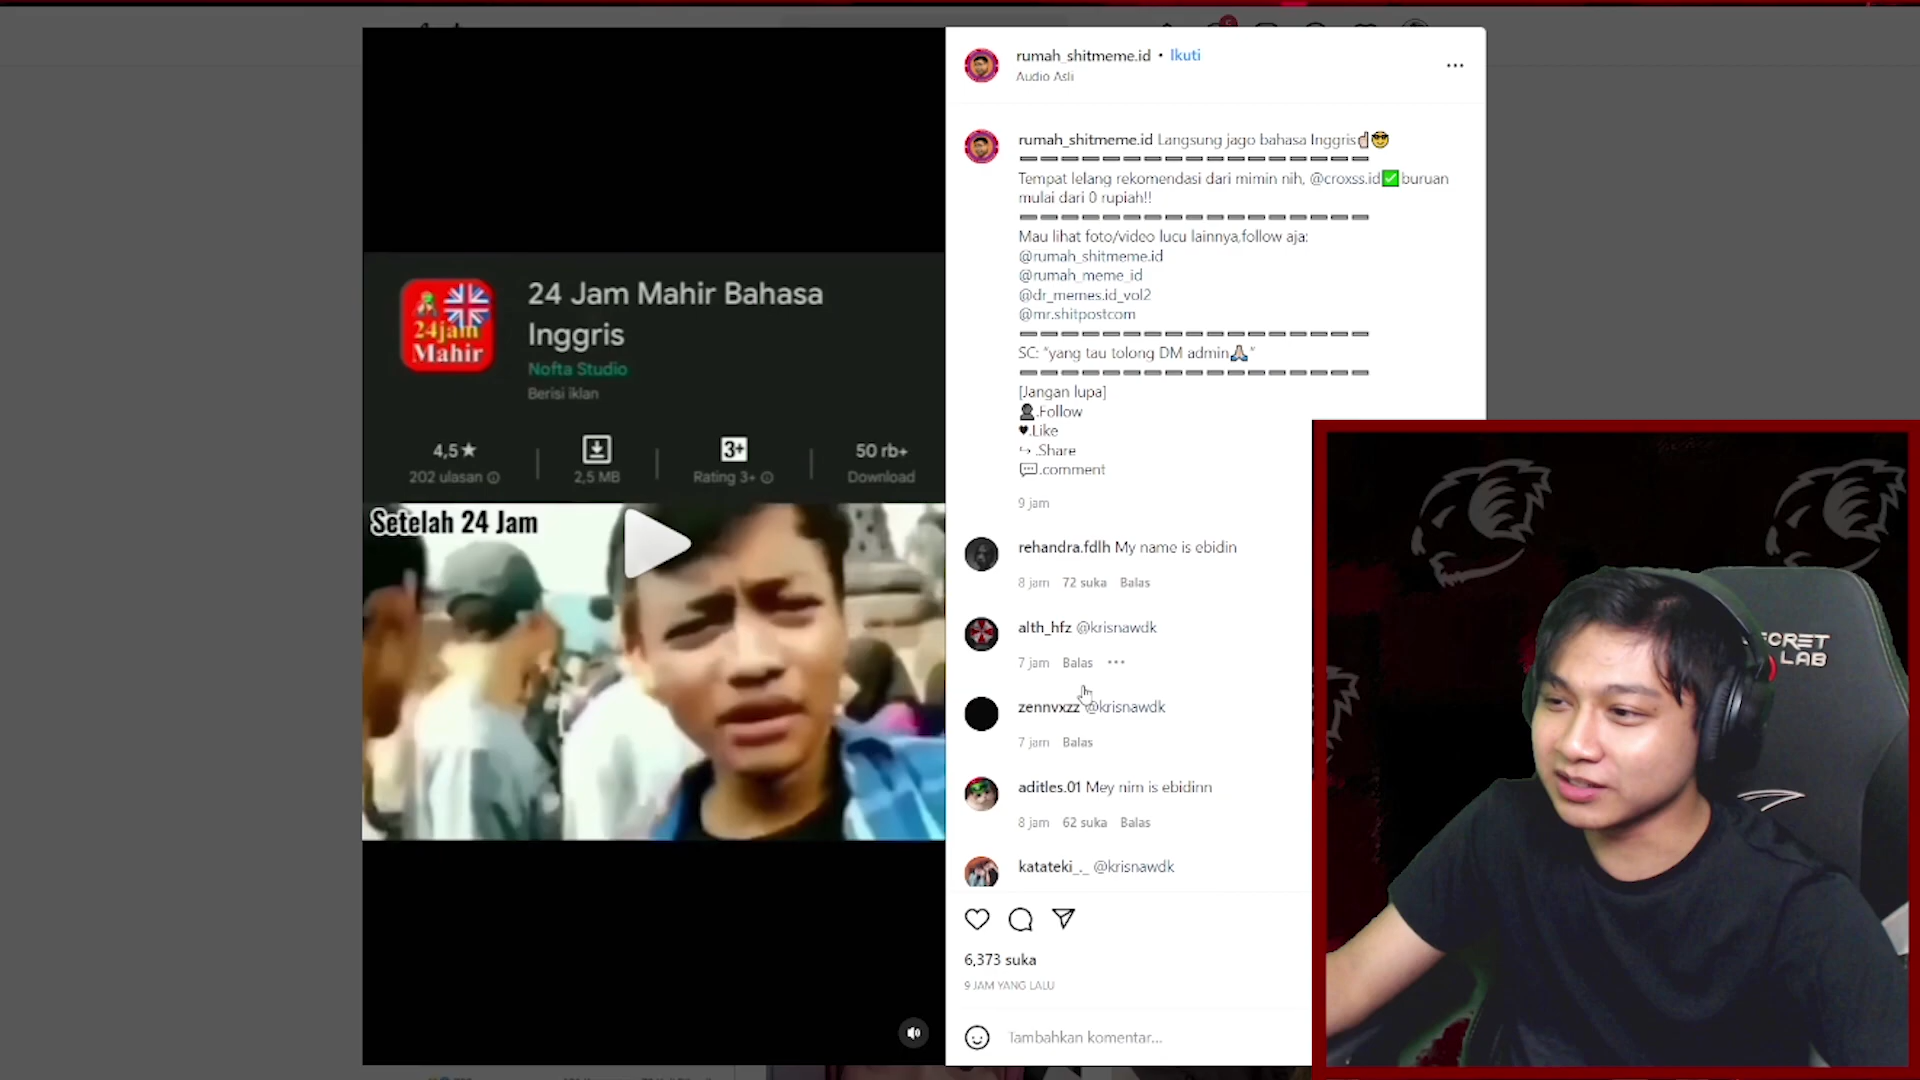 24 Jam Mahir Bahasa
Inggris
Nofta Studio
Berisi iklan
24jam
Mahir
4,5★
202 ulasan
2,5 MB
3+
Rating 3+
50 rb+
Download
Setelah 24 Jam
rumah_shitmeme.id • Ikuti
Audio Asli
rumah_shitmeme.id Langsung jago bahasa Inggris☝🏻😎
➖➖➖➖➖➖➖➖➖➖➖➖➖➖➖➖➖
Tempat lelang rekomendasi dari mimin nih, @croxss.id✅buruan
mulai dari 0 rupiah!!
➖➖➖➖➖➖➖➖➖➖➖➖➖➖➖➖➖
Mau lihat foto/video lucu lainnya,follow aja:
@rumah_shitmeme.id
@rumah_meme_id
@dr_memes.id_vol2
@mr.shitpostcom
➖➖➖➖➖➖➖➖➖➖➖➖➖➖➖➖➖
SC: "yang tau tolong DM admin🙏🏻"
➖➖➖➖➖➖➖➖➖➖➖➖➖➖➖➖➖
[Jangan lupa]
👤.Follow
♥.Like
↪.Share
💬.comment
9 jam
rehandra.fdlh My name is ebidin
8 jam 72 suka Balas
alth_hfz @krisnawdk
7 jam Balas •••
zennvxzz @krisnawdk
7 jam Balas
aditles.01 Mey nim is ebidinn
8 jam 62 suka Balas
katateki_._ @krisnawdk
6,373 suka
9 JAM YANG LALU
Tambahkan komentar...
CRET
LAB